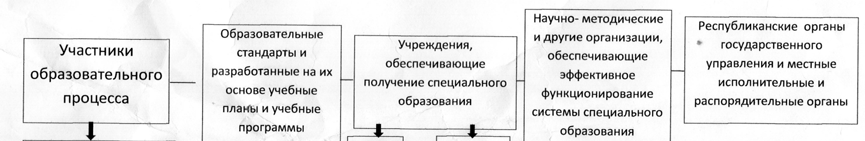 Участники
образовательного
процесса
Образовательные
стандарты и
разработанные на их
основе учебные
планы и учебные
программы
Учреждения,
обеспечивающие
получение специального
образования
Научно- методические
и другие организации,
обеспечивающие
эффективное
функционирование
системы специального
образования
Республиканские органы
государственного
управления и местные
исполнительные и
распорядительные органы